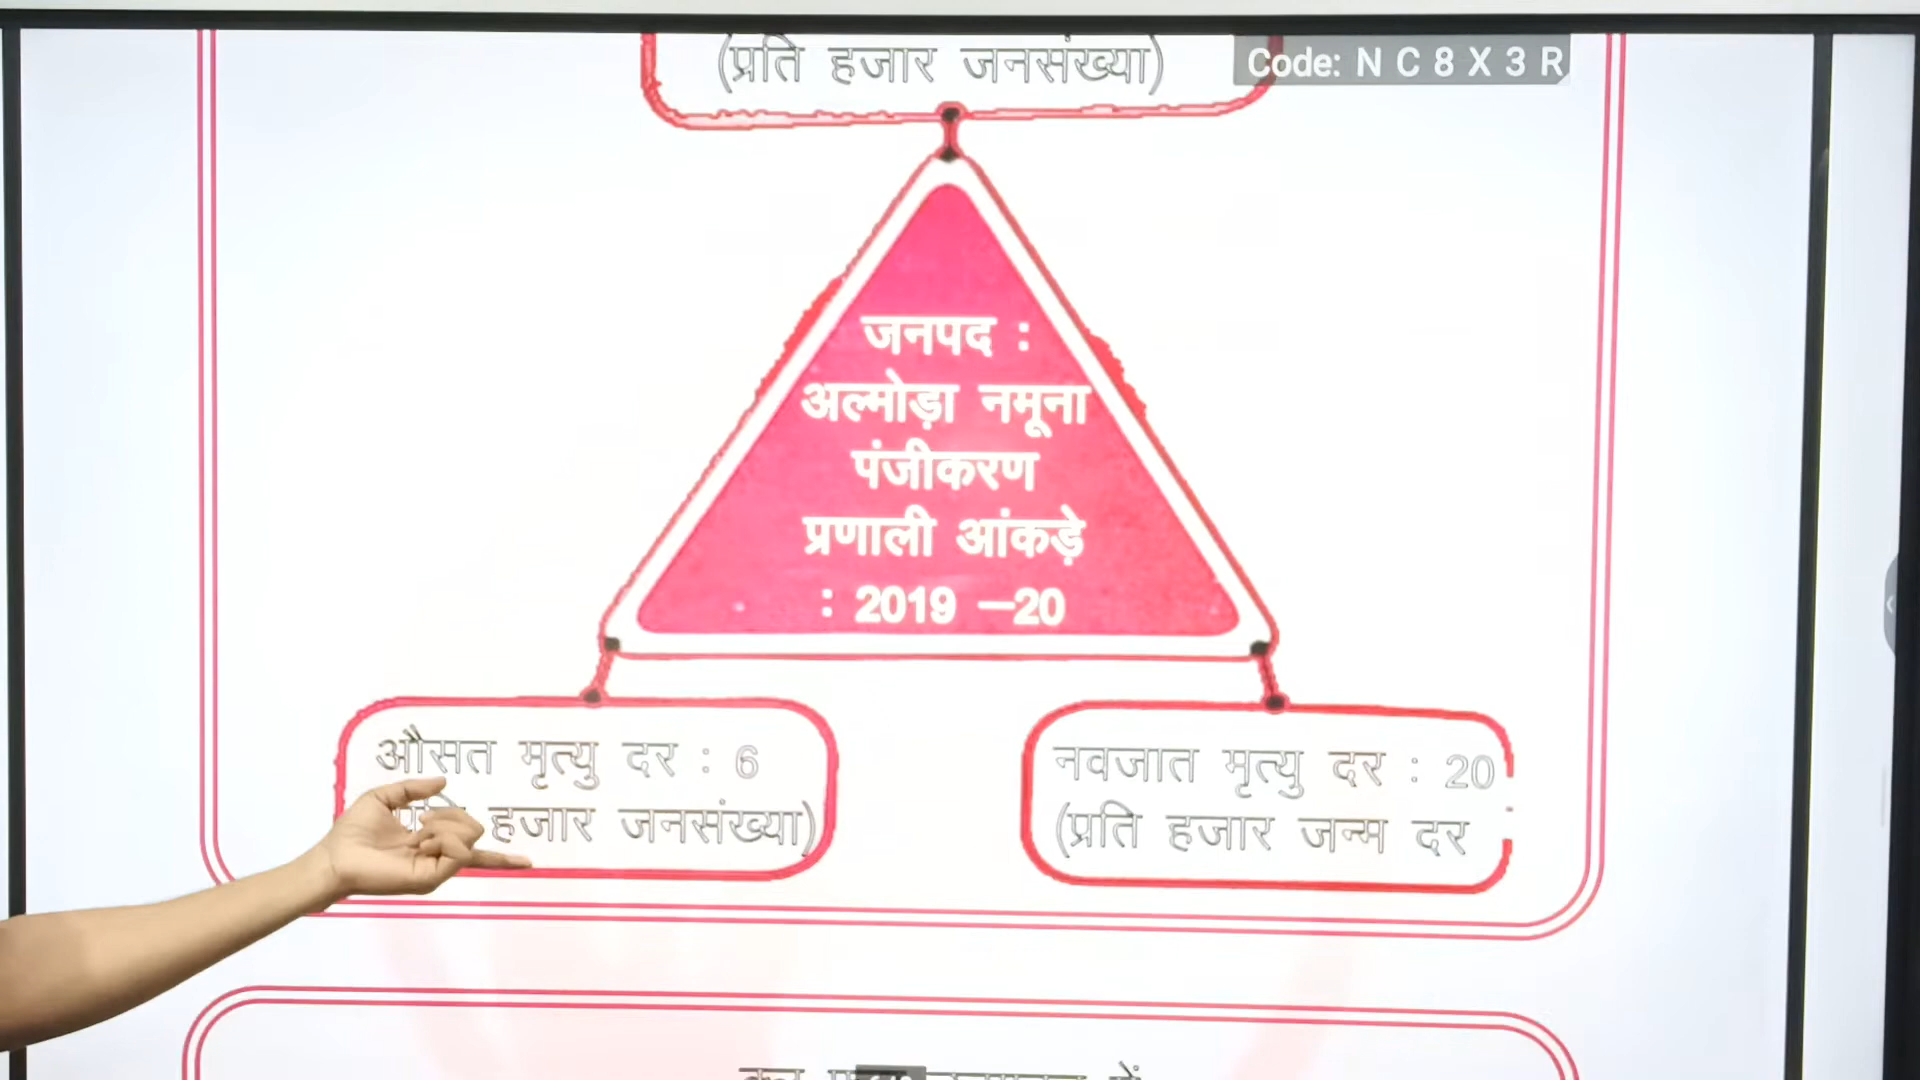 (प्रति हजार जनसंख्या)
Code: N C 8 X 3 R
जनपद :
अल्मोड़ा नमूना
पंजीकरण
प्रणाली आंकड़े
: 2019 –20
औसत मृत्यु दर : 6
हजार जनसंख्या)
नवजात मृत्यु दर : 20
(प्रति हजार जन्म दर